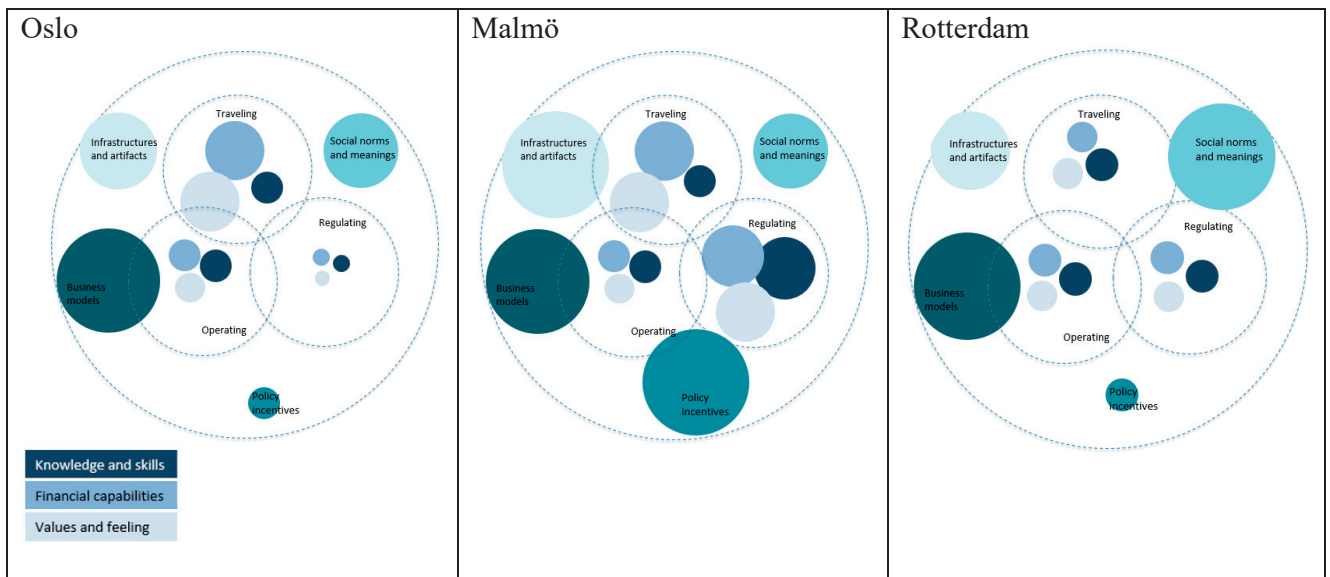 Oslo
Traveling
Infrastructures
and artifacts
Social norms
and meanings
Regulating
Business
models
Operating
Policy
incentives
Knowledge and skills
Financial capabilities
Values and feeling
Malmö
Traveling
Infrastructures
and artifacts
Social norms
and meanings
Regulating
Business
models
Operating
Policy
incentives
Rotterdam
Traveling
Infrastructures
and artifacts
Social norms
and meanings
Regulating
Business
models
Operating
Policy
incentives